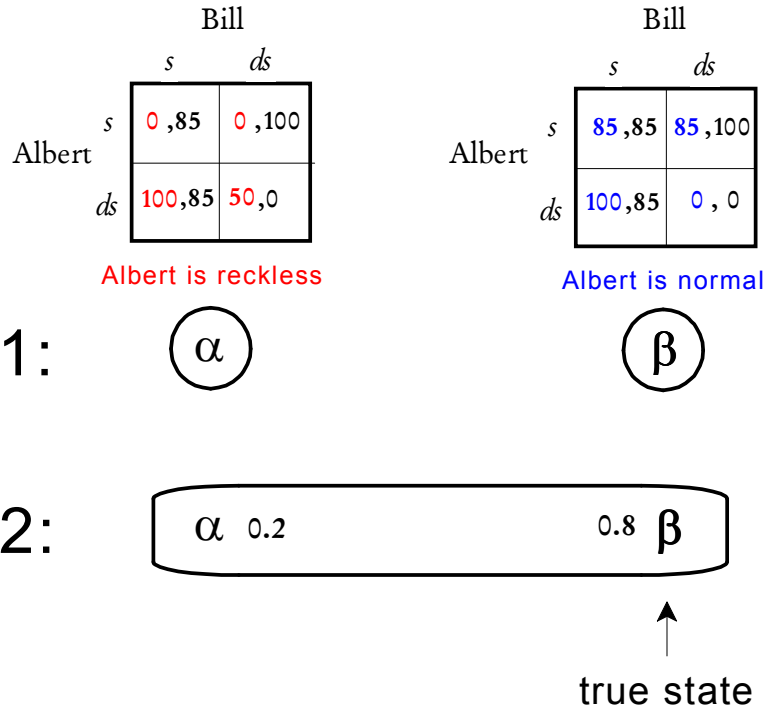 Bill
s ds
Albert
s 0 ,85 0 ,100
ds 100,85 50,0
Albert is reckless
Bill
s ds
Albert
s 85 ,85 85 ,100
ds 100,85 0 , 0
Albert is normal
1: α β
2: α 0.2 0.8 β
true state